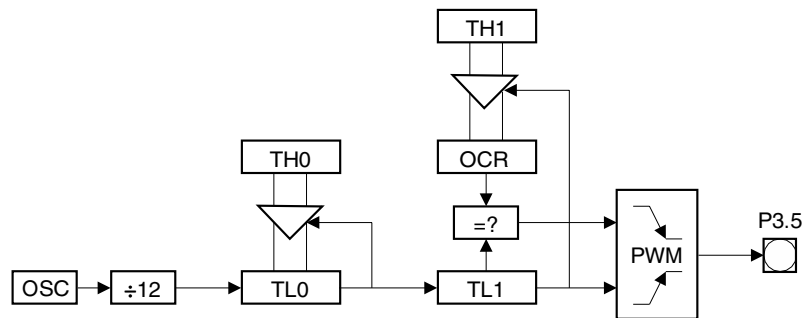 TH1
TH0
OCR
=?
P3.5
PWM
OSC
÷12
TL0
TL1